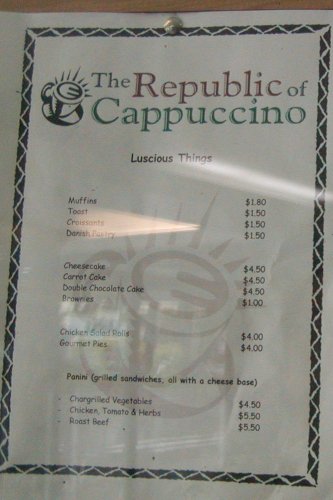 The Republic of
Cappuccino
Luscious Things
Muffins $1.80
Toast $1.50
Croissants $1.50
Danish Pastry $1.50
Cheesecake $4.50
Carrot Cake $4.50
Double Chocolate Cake $4.50
Brownies $1.00
Chicken Salad Rolls $4.00
Gourmet Pies $4.00
Panini (grilled sandwiches, all with a cheese base)
- Chargrilled Vegetables $4.50
- Chicken, Tomato & Herbs $5.50
- Roast Beef $5.50